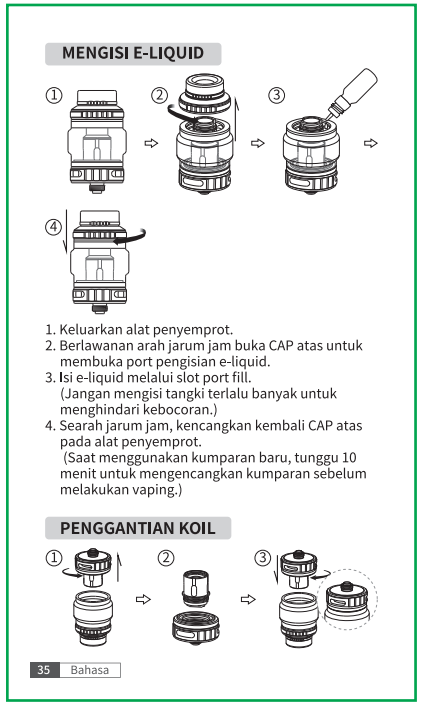 MENGISI E-LIQUID
① ② ③
④
1. Keluarkan alat penyemprot.
2. Berlawanan arah jarum jam buka CAP atas untuk
membuka port pengisian e-liquid.
3. Isi e-liquid melalui slot port fill.
(Jangan mengisi tangki terlalu banyak untuk
menghindari kebocoran.)
4. Searah jarum jam, kencangkan kembali CAP atas
pada alat penyemprot.
(Saat menggunakan kumparan baru, tunggu 10
menit untuk mengencangkan kumparan sebelum
melakukan vaping.)
PENGGANTIAN KOIL
① ② ③
35 Bahasa